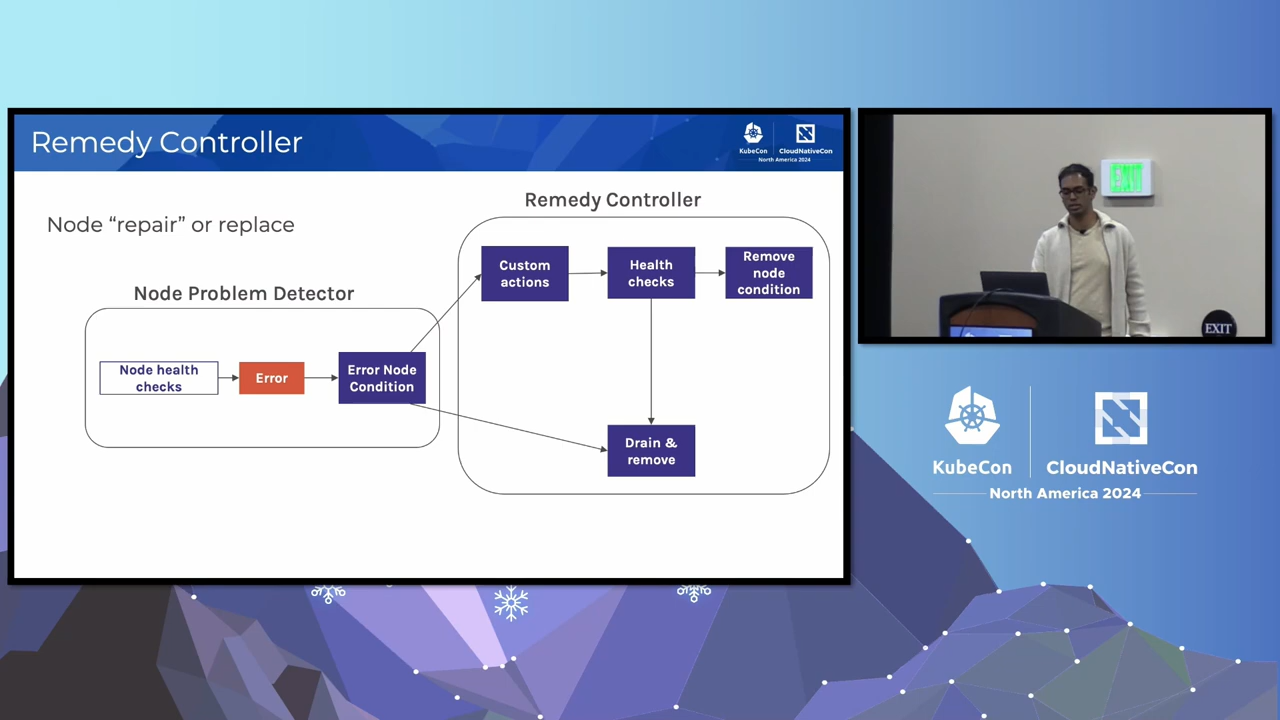 Remedy Controller
KubeCon
CloudNativeCon
North America 2024
Node “repair” or replace
Remedy Controller
Custom
actions
Health
checks
Remove
node
condition
Node Problem Detector
Node health
checks
Error
Error Node
Condition
Drain &
remove
EXIT
EXIT
KubeCon
CloudNativeCon
North America 2024